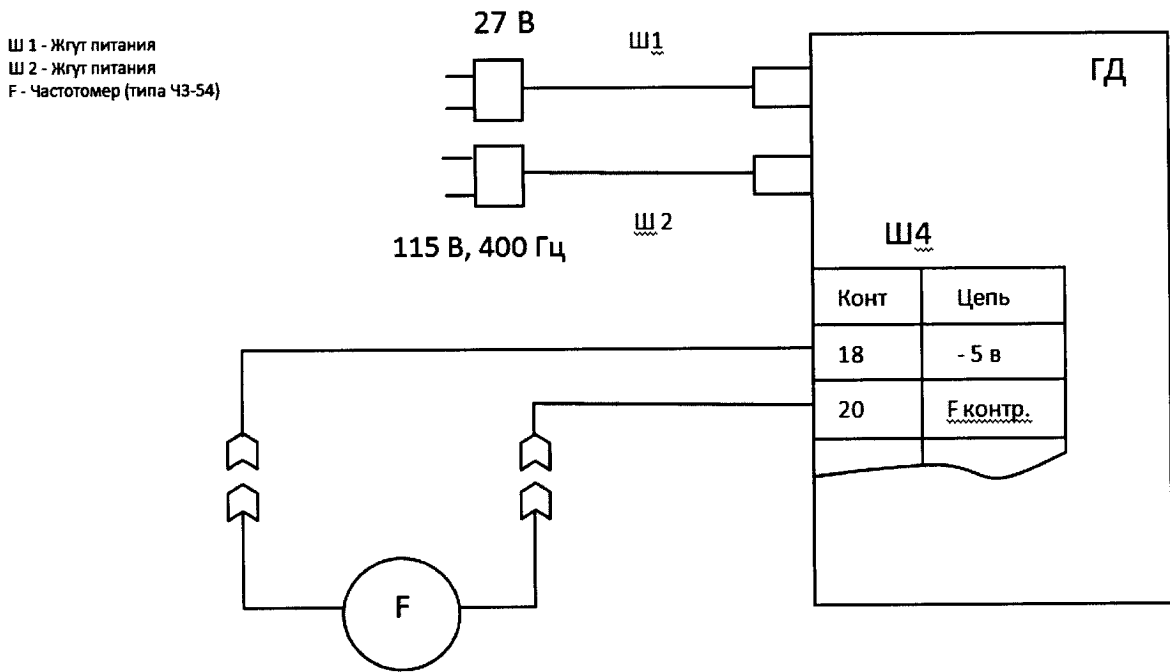 Ш 1 - Жгут питания
Ш 2 - Жгут питания
F - Частотомер (типа ЧЗ-54)
27 В
Ш1
ГД
Ш 2
115 В, 400 Гц
Ш4
Конт Цепь
18 - 5 в
20 F контр.
F